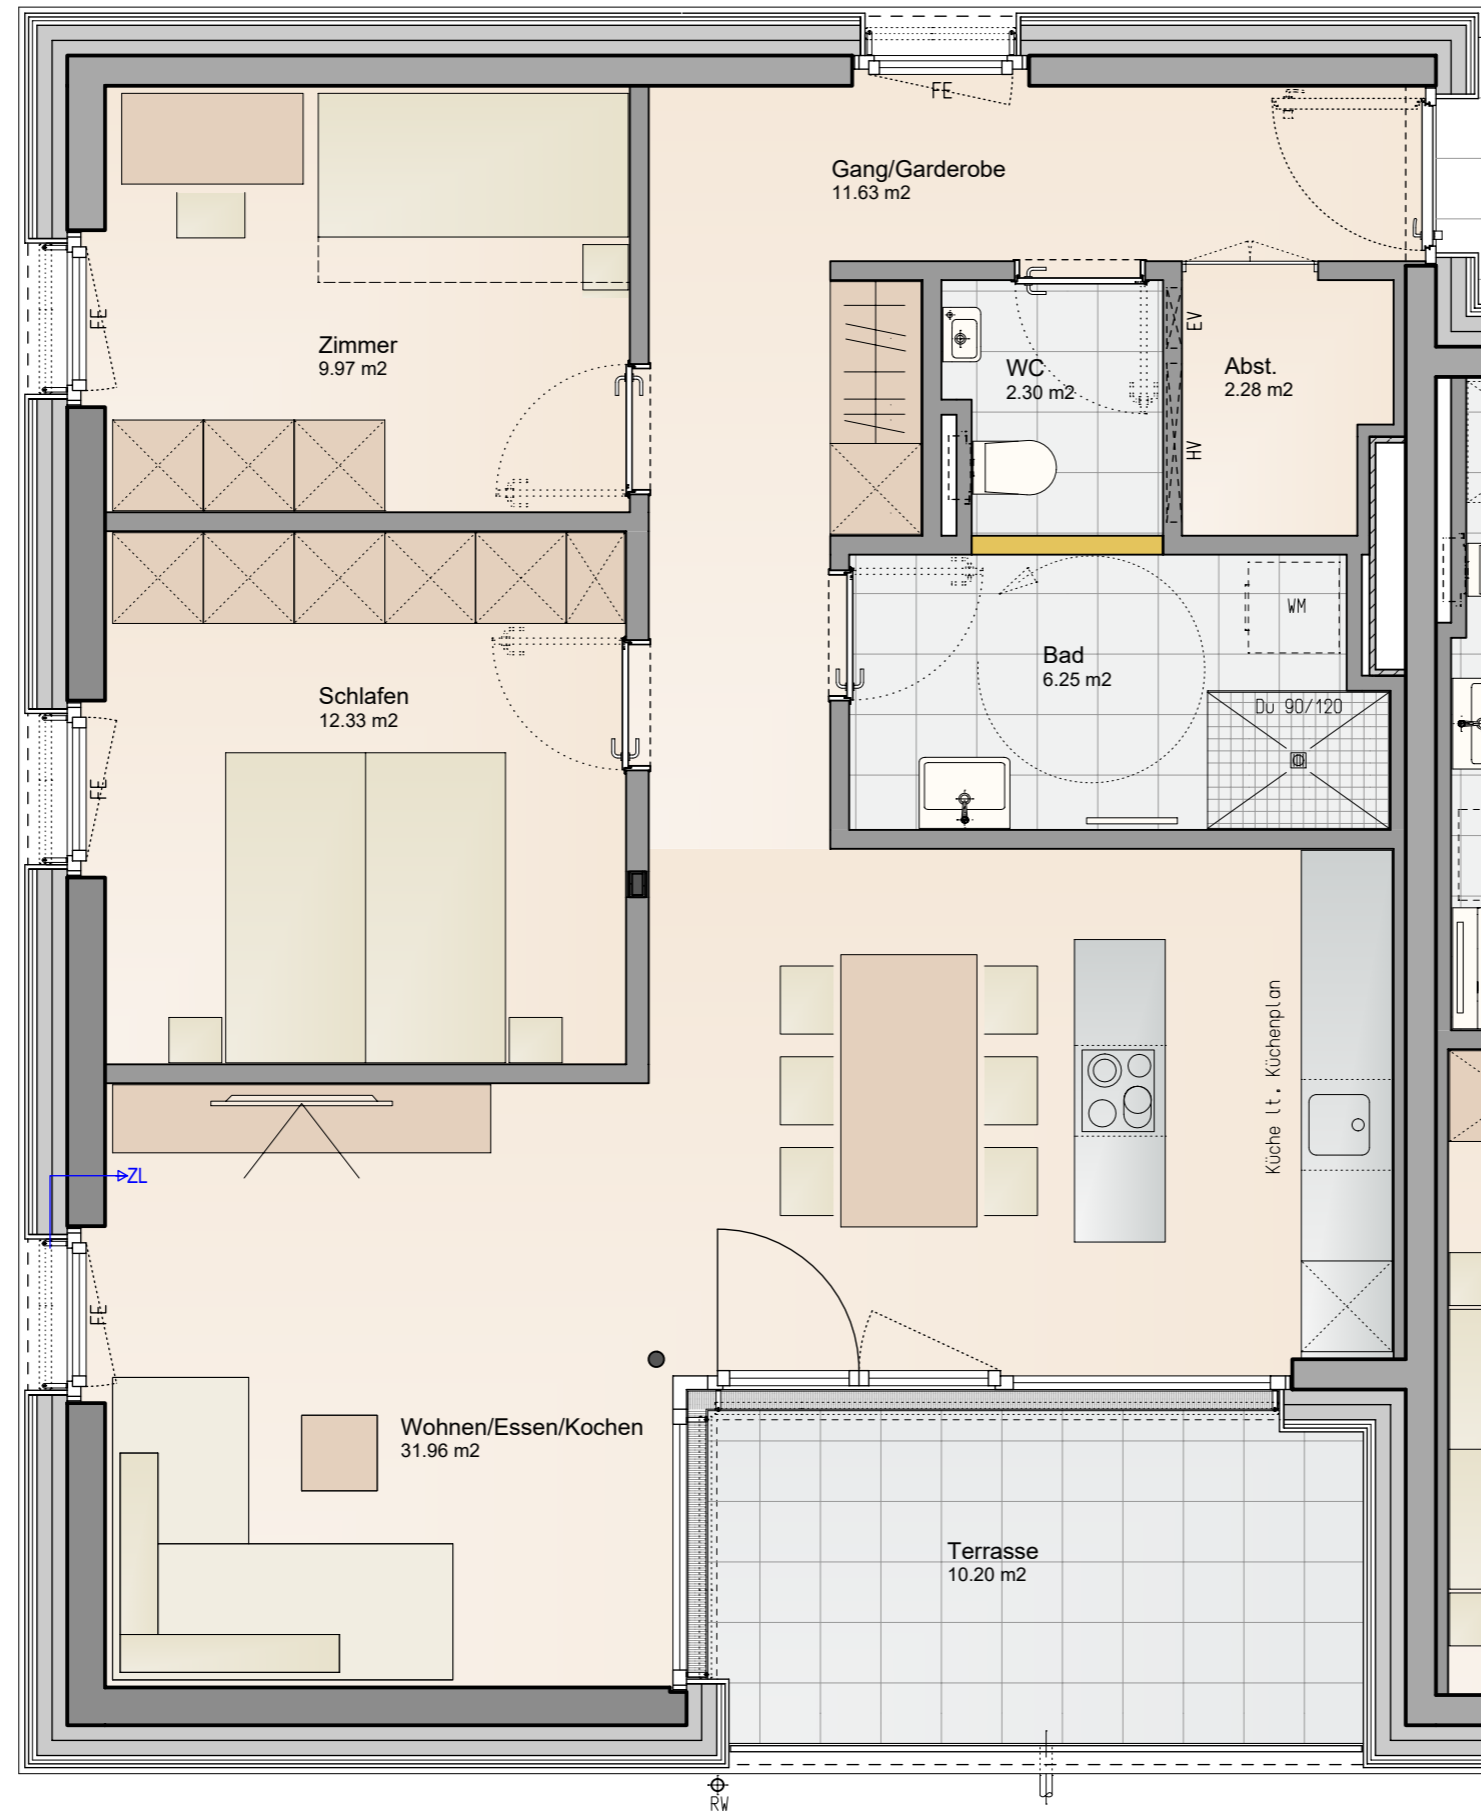 FE
Gang/Garderobe
11.63 m2
FE
Zimmer
9.97 m2
WC
2.30 m2
EV
HV
Abst.
2.28 m2
WM
Bad
6.25 m2
Du 90/120
Schlafen
12.33 m2
FE
Küche lt. Küchenplan
ZL
FE
Wohnen/Essen/Kochen
31.96 m2
Terrasse
10.20 m2
RW